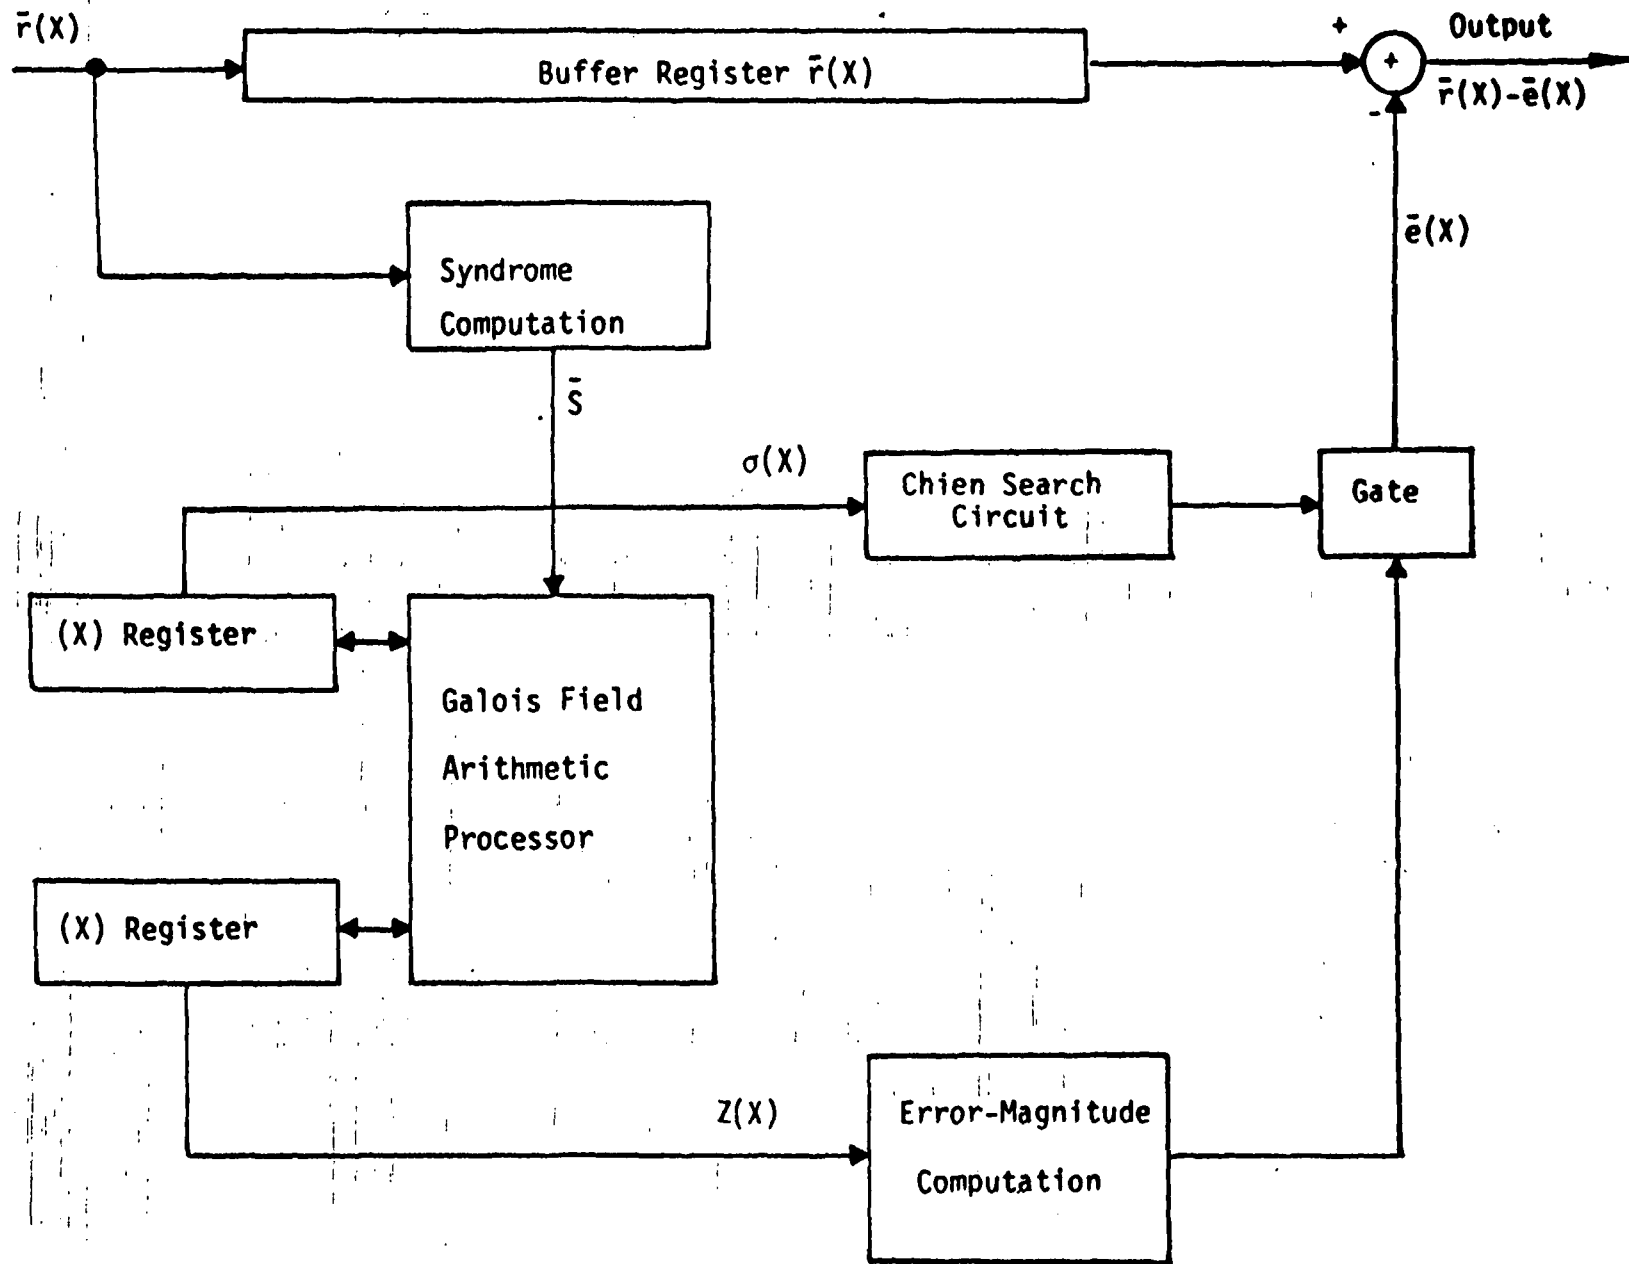 r̄(X)
+
Output
Buffer Register r̄(X)
+
r̄(X)-ē(X)
-
ē(X)
Syndrome
Computation
S̄
σ(X)
Chien Search
Circuit
Gate
(X) Register
Galois Field
Arithmetic
Processor
(X) Register
Z(X)
Error-Magnitude
Computation